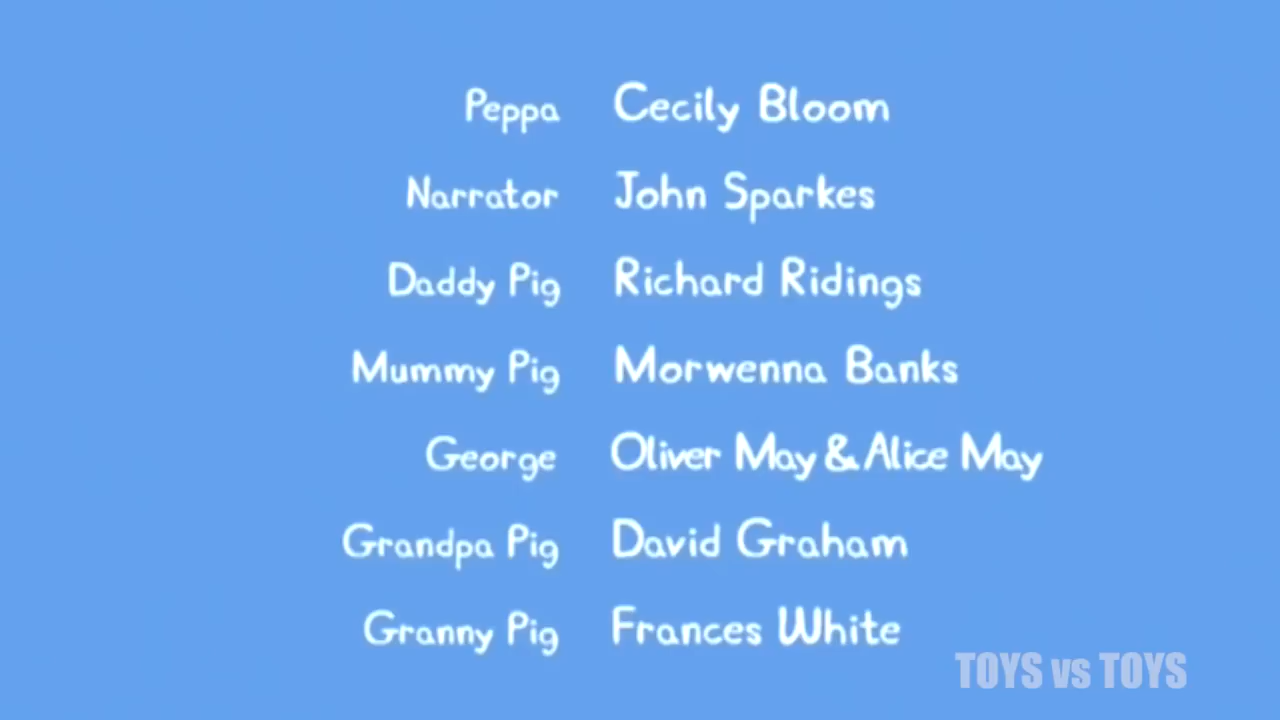 Peppa Cecily Bloom
Narrator John Sparkes
Daddy Pig Richard Ridings
Mummy Pig Morwenna Banks
George Oliver May & Alice May
Grandpa Pig David Graham
Granny Pig Frances White
TOYS vs TOYS